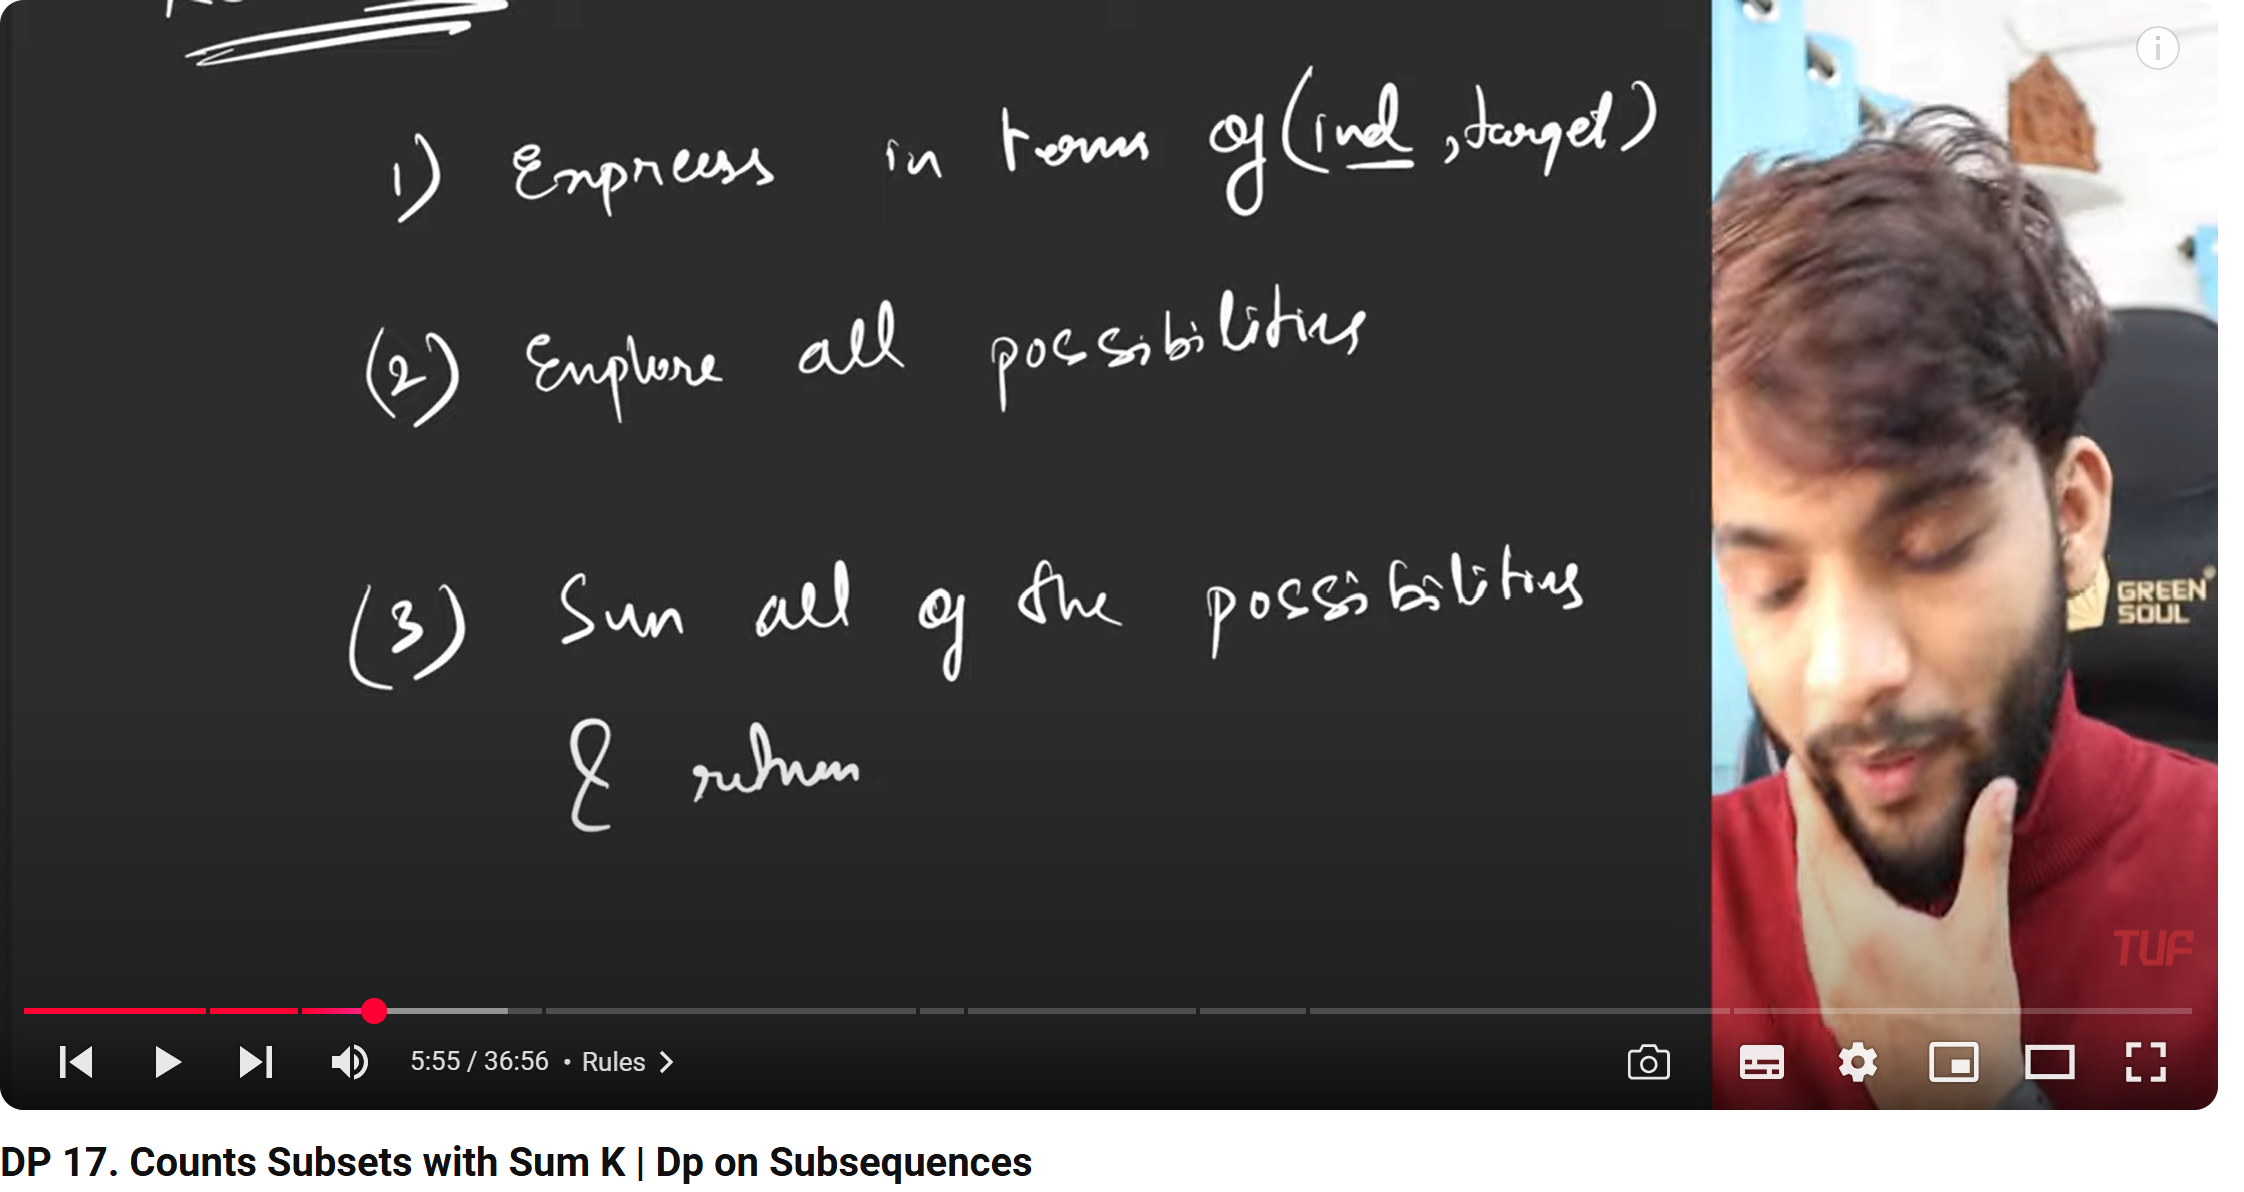 1) Express in terms of (ind, target)
(2) Explore all possibilities
(3) Sum all of the possibilities
& return
GREEN SOUL
TUF
5:55 / 36:56 • Rules
DP 17. Counts Subsets with Sum K | Dp on Subsequences